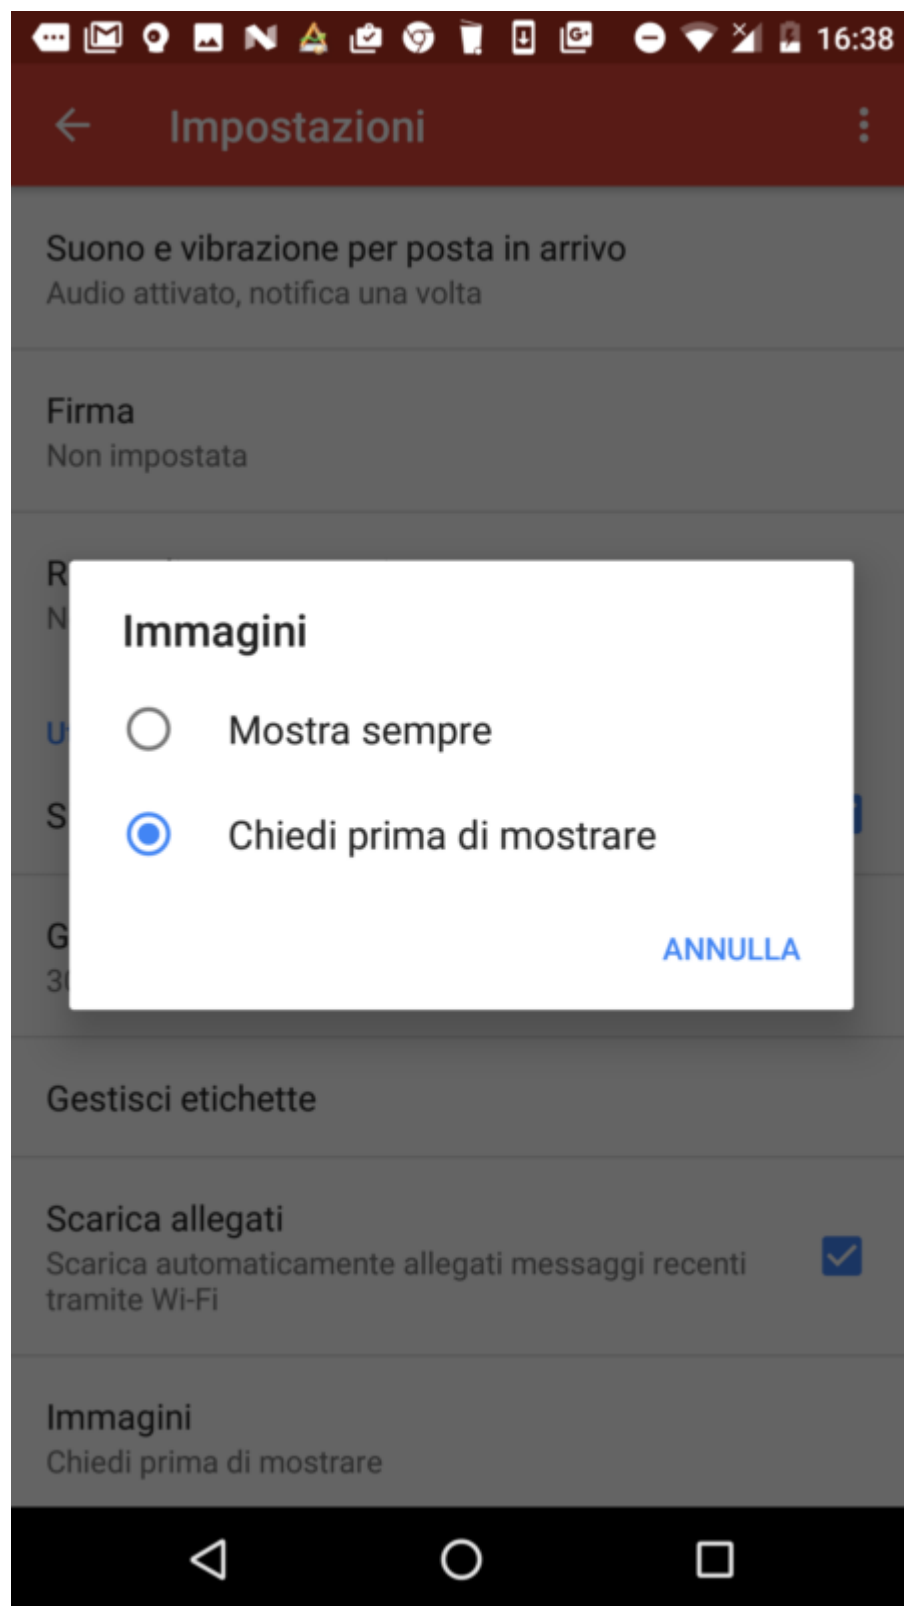 16:38
Impostazioni
Suono e vibrazione per posta in arrivo
Audio attivato, notifica una volta
Firma
Non impostata
Immagini
Mostra sempre
Chiedi prima di mostrare
ANNULLA
Gestisci etichette
Scarica allegati
Scarica automaticamente allegati messaggi recenti
tramite Wi-Fi
Immagini
Chiedi prima di mostrare